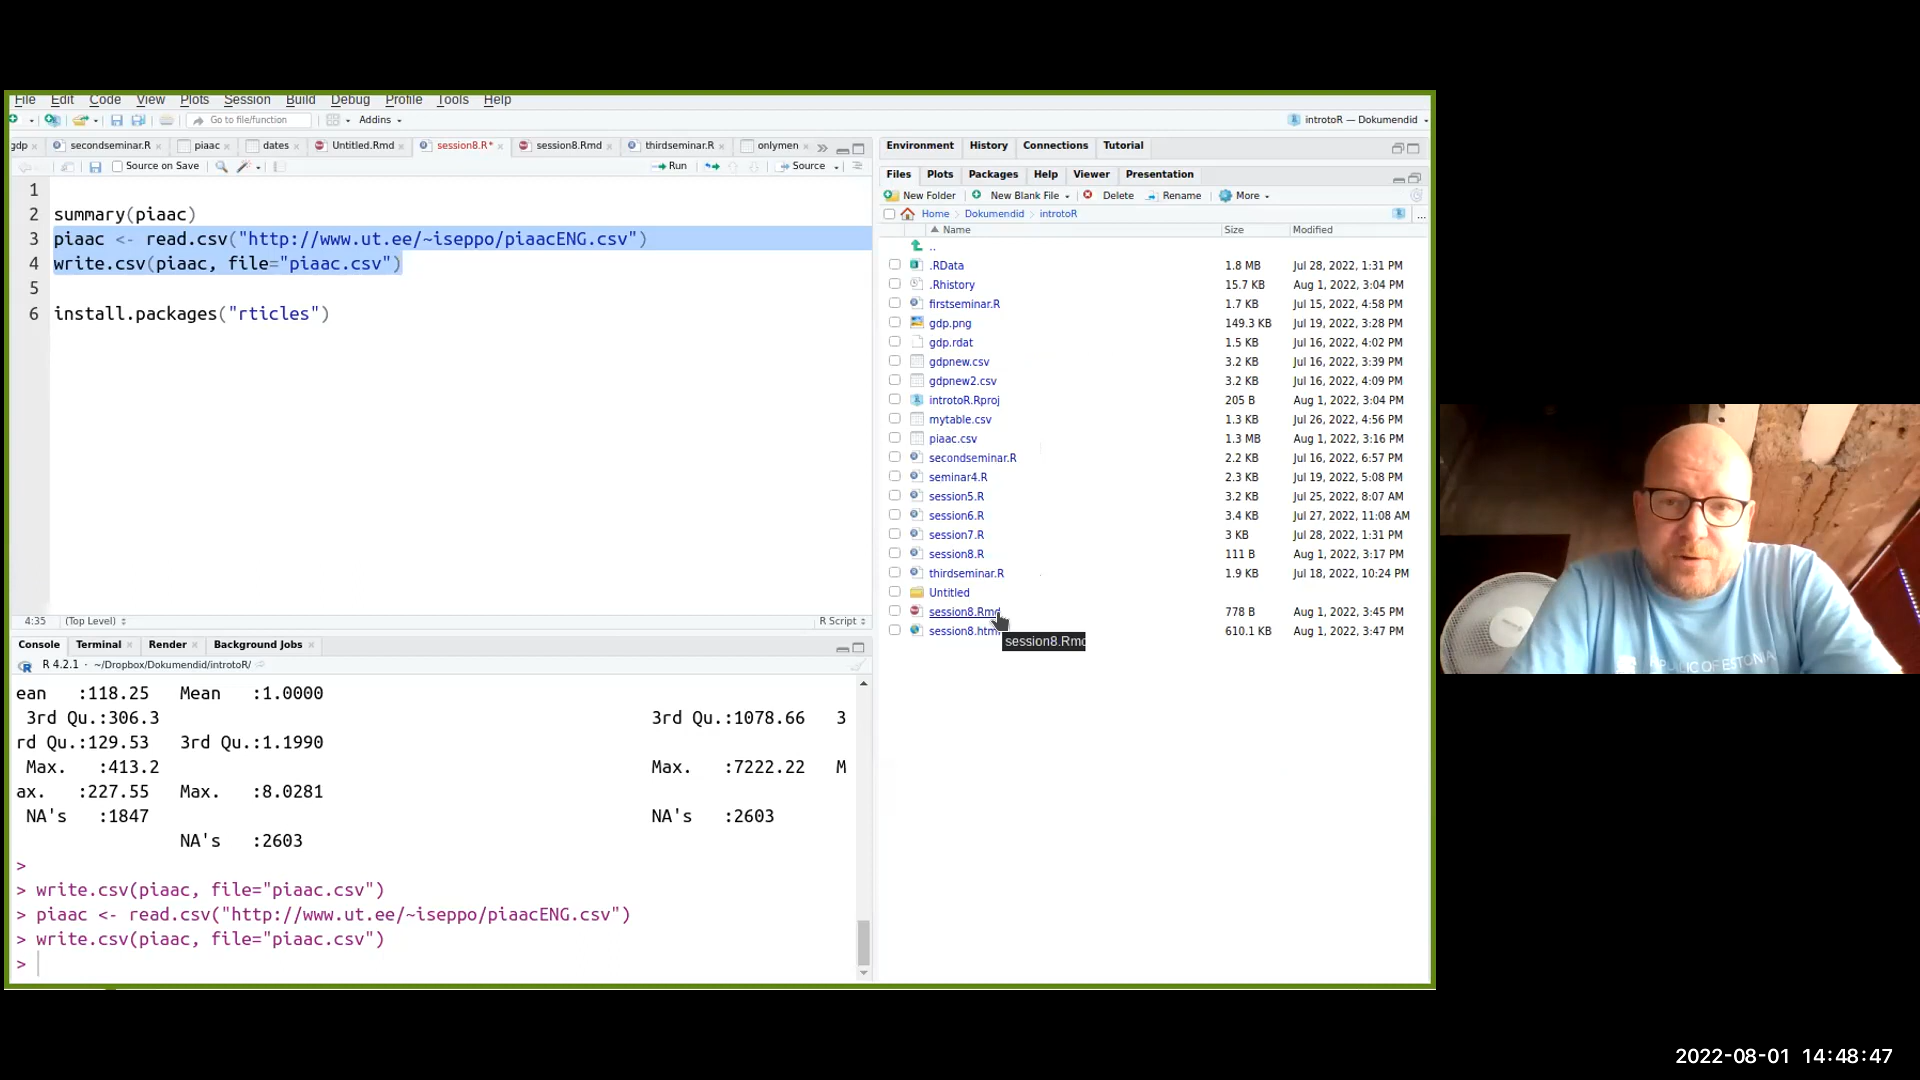 File Edit Code View Plots Session Build Debug Profile Tools Help
Go to file/function Addins introtoR — Dokumendid
gdp secondseminar.R piaac dates Untitled.Rmd session8.R* session8.Rmd thirdseminar.R onlymen
Source on Save Run Source
1
2 summary(piaac)
3 piaac <- read.csv("http://www.ut.ee/~iseppo/piaacENG.csv")
4 write.csv(piaac, file="piaac.csv")
5
6 install.packages("rticles")
4:35 (Top Level) R Script
Console Terminal Render Background Jobs
R 4.2.1 · ~/Dropbox/Dokumendid/introtoR/
ean :118.25 Mean :1.0000
3rd Qu.:306.3 3rd Qu.:1078.66 3
rd Qu.:129.53 3rd Qu.:1.1990
Max. :413.2 Max. :7222.22 M
ax. :227.55 Max. :8.0281
NA's :1847 NA's :2603
NA's :2603
>
> write.csv(piaac, file="piaac.csv")
> piaac <- read.csv("http://www.ut.ee/~iseppo/piaacENG.csv")
> write.csv(piaac, file="piaac.csv")
>
Environment History Connections Tutorial
Files Plots Packages Help Viewer Presentation
New Folder New Blank File Delete Rename More
Home Dokumendid introtoR ...
Name Size Modified
..
.RData 1.8 MB Jul 28, 2022, 1:31 PM
.Rhistory 15.7 KB Aug 1, 2022, 3:04 PM
firstseminar.R 1.7 KB Jul 15, 2022, 4:58 PM
gdp.png 149.3 KB Jul 19, 2022, 3:28 PM
gdp.rdat 1.5 KB Jul 16, 2022, 4:02 PM
gdpnew.csv 3.2 KB Jul 16, 2022, 3:39 PM
gdpnew2.csv 3.2 KB Jul 16, 2022, 4:09 PM
introtoR.Rproj 205 B Aug 1, 2022, 3:04 PM
mytable.csv 1.3 KB Jul 26, 2022, 4:56 PM
piaac.csv 1.3 MB Aug 1, 2022, 3:16 PM
secondseminar.R 2.2 KB Jul 16, 2022, 6:57 PM
seminar4.R 2.3 KB Jul 19, 2022, 5:08 PM
session5.R 3.2 KB Jul 25, 2022, 8:07 AM
session6.R 3.4 KB Jul 27, 2022, 11:08 AM
session7.R 3 KB Jul 28, 2022, 1:31 PM
session8.R 111 B Aug 1, 2022, 3:17 PM
thirdseminar.R 1.9 KB Jul 18, 2022, 10:24 PM
Untitled
session8.Rmd 778 B Aug 1, 2022, 3:45 PM
session8.html 610.1 KB Aug 1, 2022, 3:47 PM
session8.Rmd
OF ESTONIA
2022-08-01 14:48:47